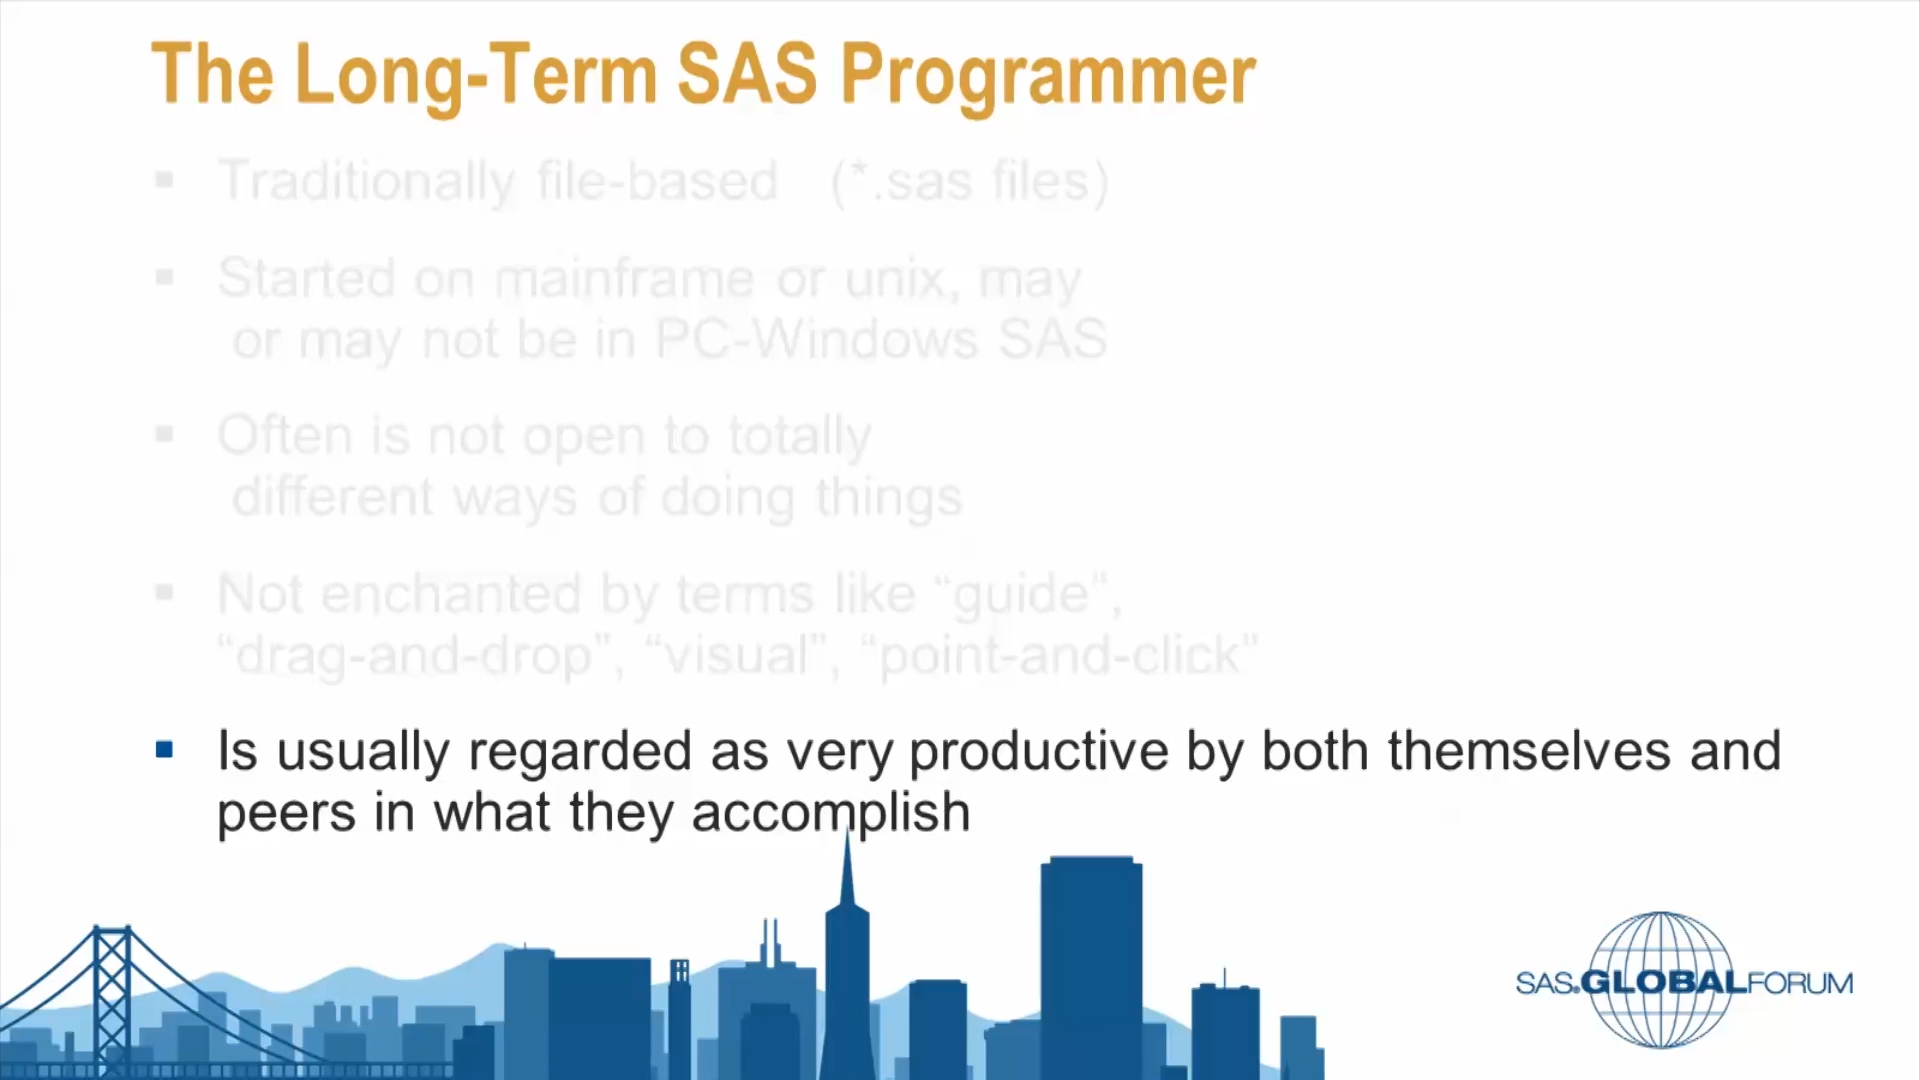 The Long-Term SAS Programmer
▪ Traditionally file-based (*.sas files)
▪ Started on mainframe or unix, may
or may not be in PC-Windows SAS
▪ Often is not open to totally
different ways of doing things
▪ Not enchanted by terms like “guide”,
“drag-and-drop”, “visual”, “point-and-click”
▪ Is usually regarded as very productive by both themselves and
peers in what they accomplish
SAS® GLOBAL FORUM